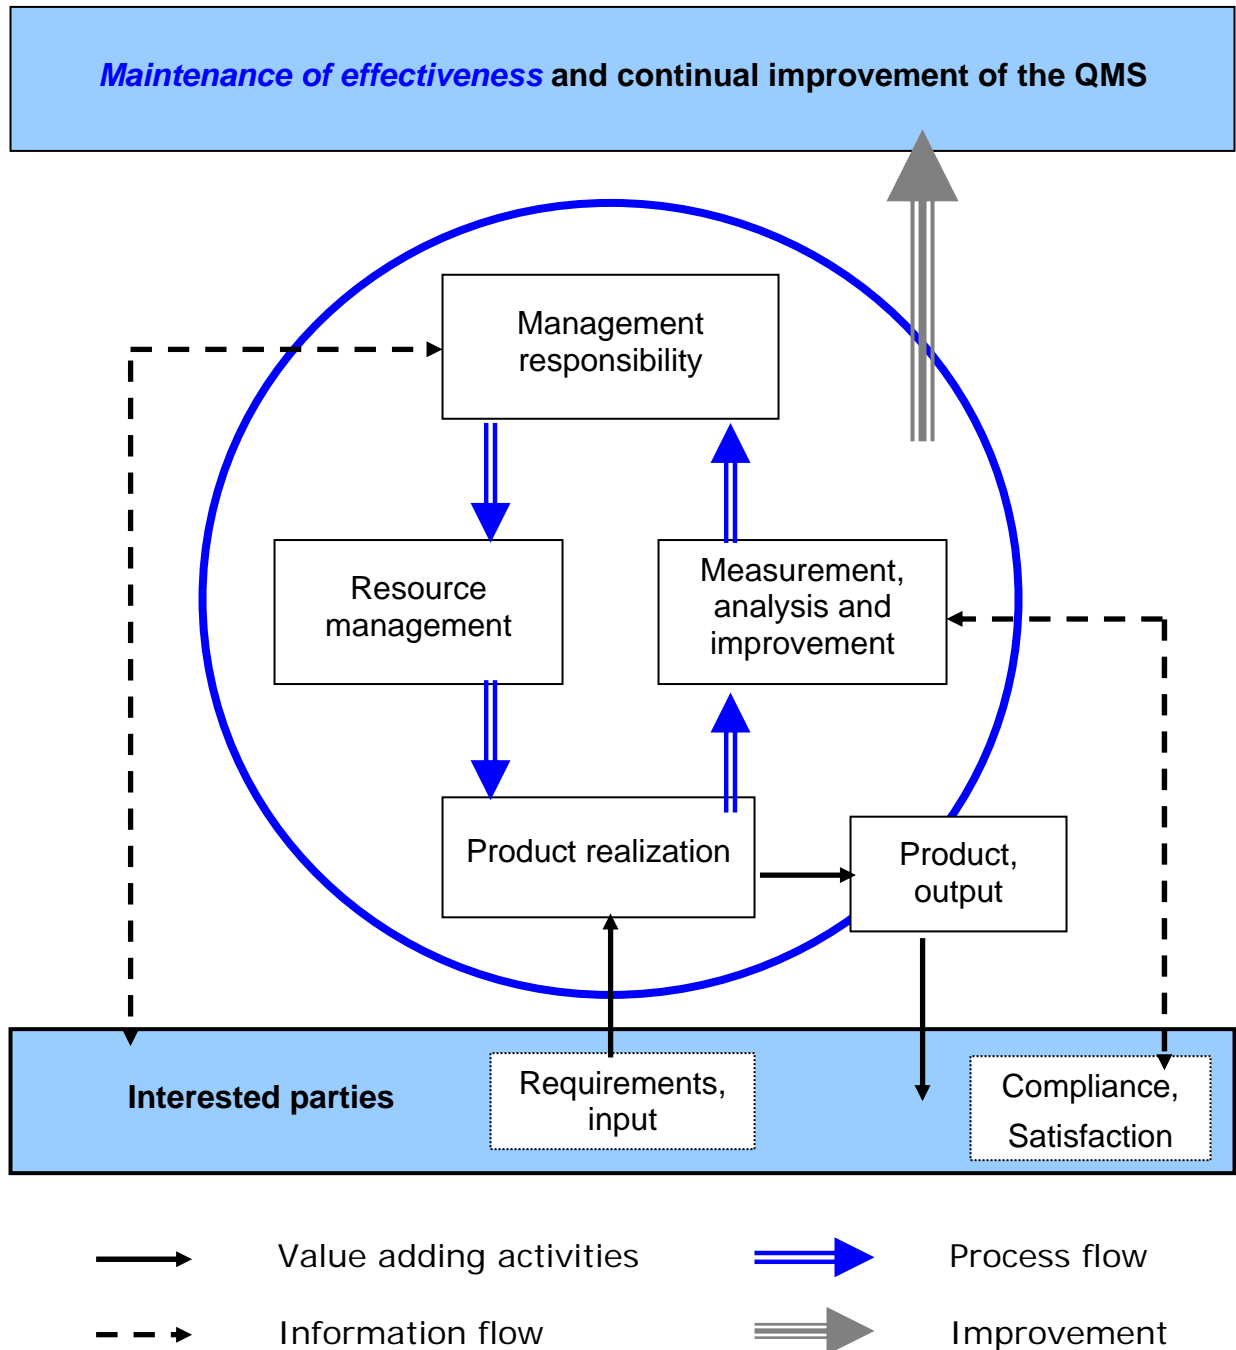 Maintenance of effectiveness and continual improvement of the QMS
Management
responsibility
Resource
management
Measurement,
analysis and
improvement
Product realization
Product,
output
Interested parties
Requirements,
input
Compliance,
Satisfaction
Value adding activities
Process flow
Information flow
Improvement